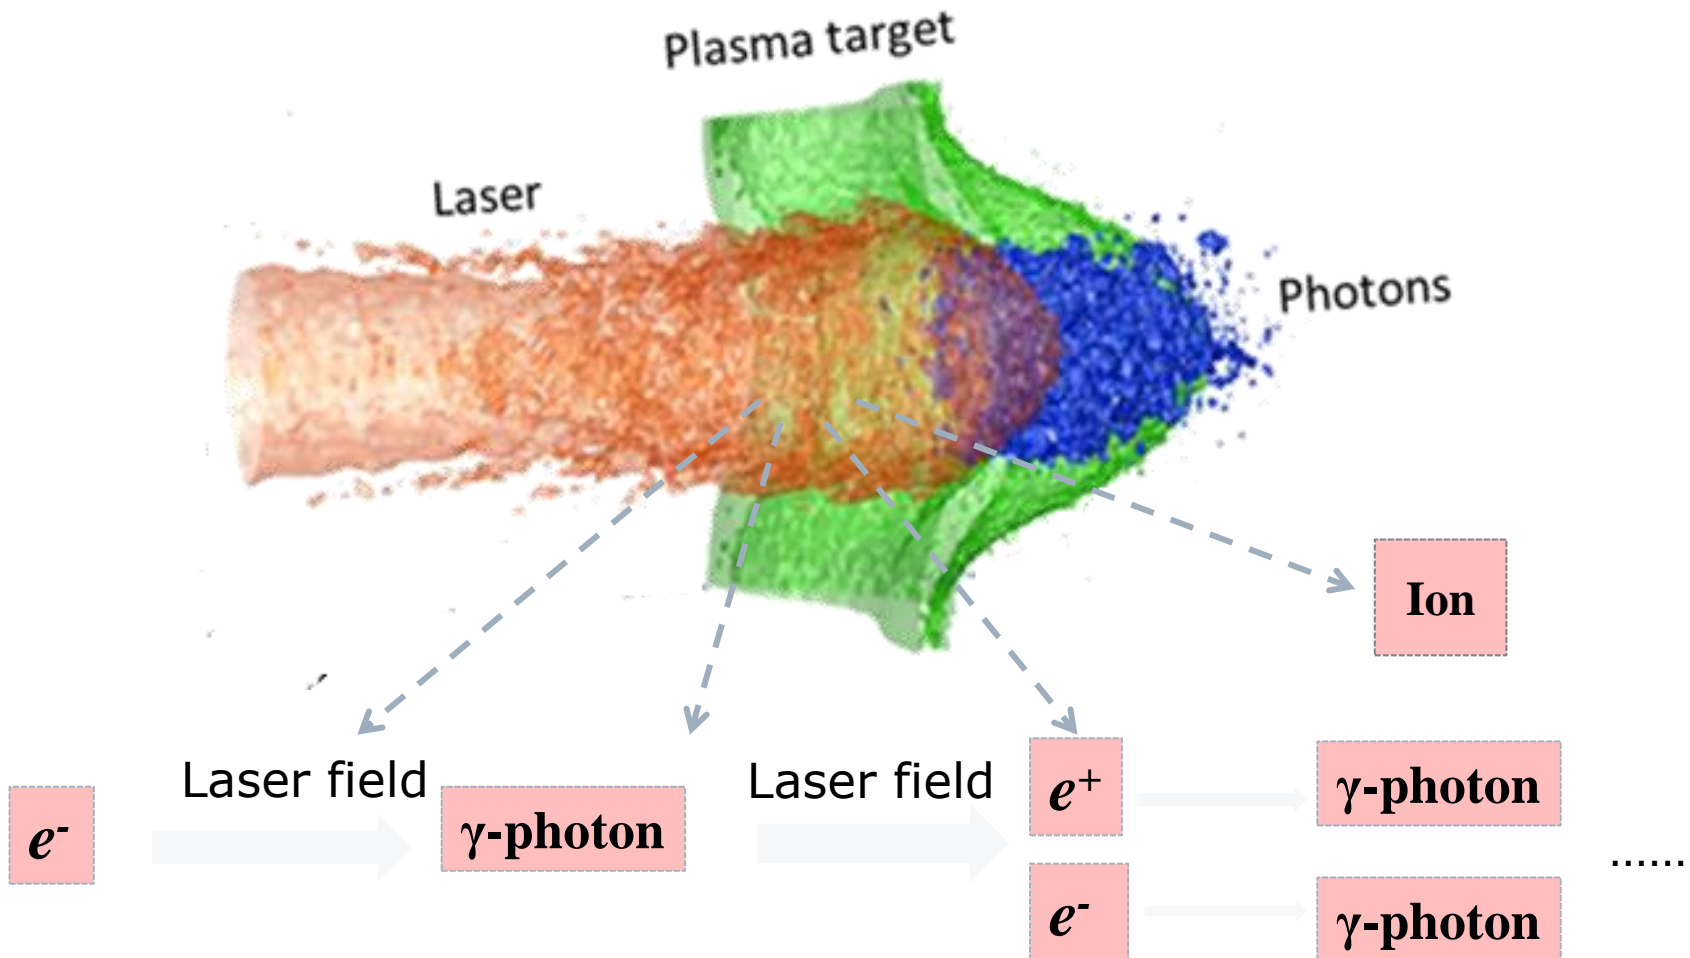 Plasma target
Laser
Photons
Ion
Laser field
Laser field
e⁺
γ-photon
e⁻
γ-photon
......
e⁻
γ-photon